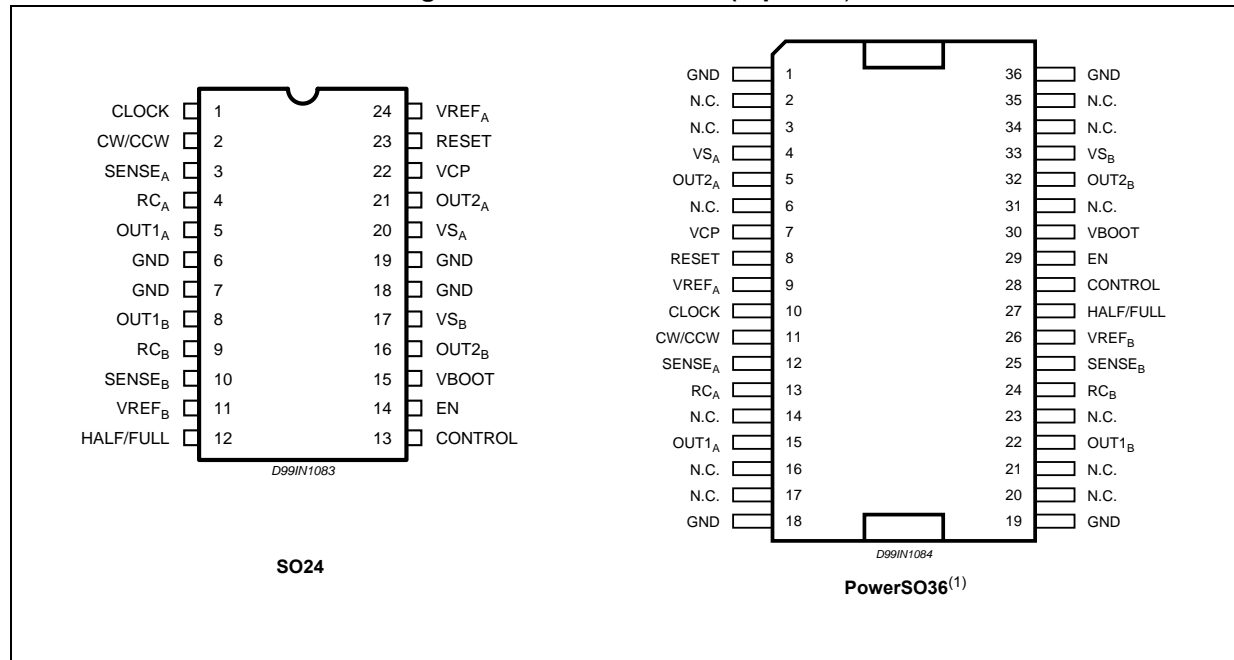 CLOCK 1 24 VREFA
CW/CCW 2 23 RESET
SENSEA 3 22 VCP
RCA 4 21 OUT2A
OUT1A 5 20 VSA
GND 6 19 GND
GND 7 18 GND
OUT1B 8 17 VSB
RCB 9 16 OUT2B
SENSEB 10 15 VBOOT
VREFB 11 14 EN
HALF/FULL 12 13 CONTROL
D99IN1083
SO24
GND 1 36 GND
N.C. 2 35 N.C.
N.C. 3 34 N.C.
VSA 4 33 VSB
OUT2A 5 32 OUT2B
N.C. 6 31 N.C.
VCP 7 30 VBOOT
RESET 8 29 EN
VREFA 9 28 CONTROL
CLOCK 10 27 HALF/FULL
CW/CCW 11 26 VREFB
SENSEA 12 25 SENSEB
RCA 13 24 RCB
N.C. 14 23 N.C.
OUT1A 15 22 OUT1B
N.C. 16 21 N.C.
N.C. 17 20 N.C.
GND 18 19 GND
D99IN1084
PowerSO36(1)